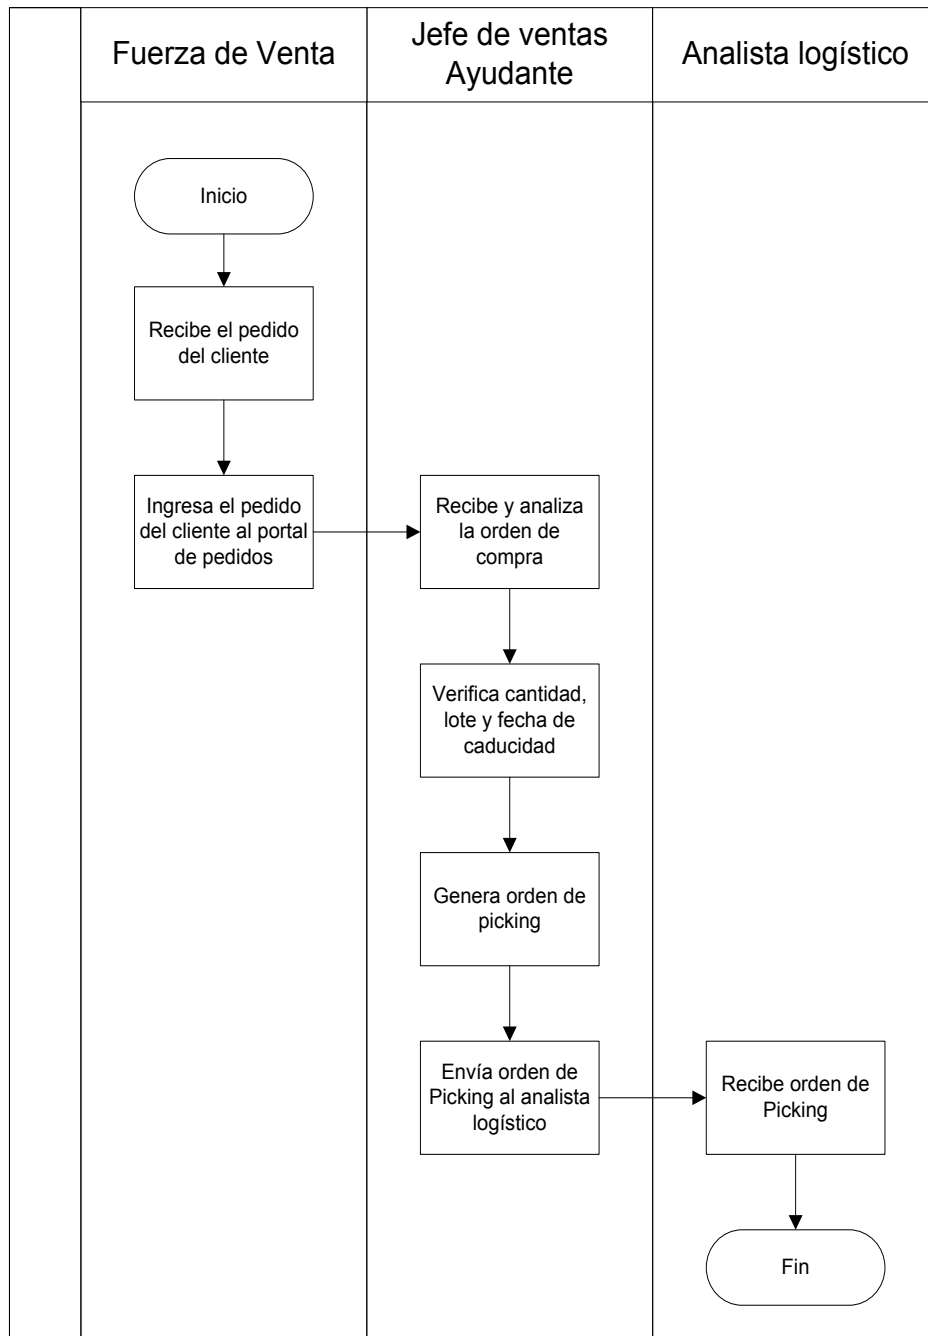 Fuerza de Venta
Jefe de ventas
Ayudante
Analista logístico
Inicio
Recibe el pedido
del cliente
Ingresa el pedido
del cliente al portal
de pedidos
Recibe y analiza
la orden de
compra
Verifica cantidad,
lote y fecha de
caducidad
Genera orden de
picking
Envía orden de
Picking al analista
logístico
Recibe orden de
Picking
Fin